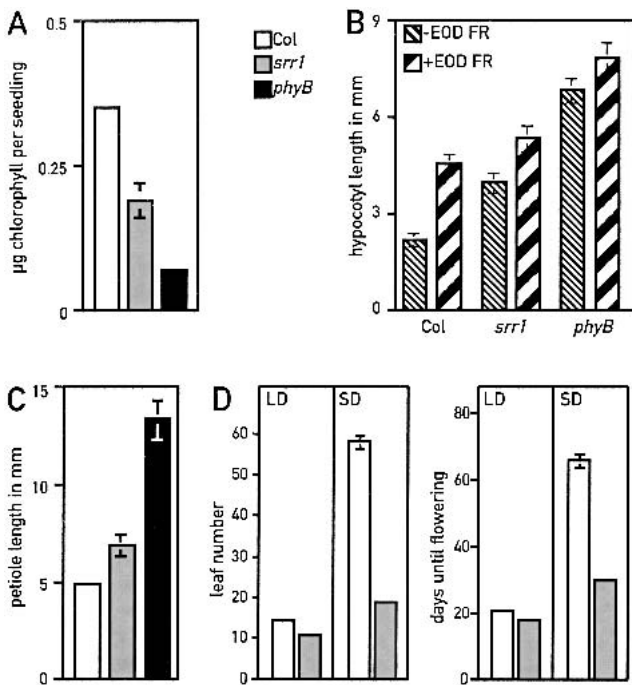 A
µg chlorophyll per seedling
0.5
0.25
0
Col
srr1
phyB
B
hypocotyl length in mm
9
6
3
0
-EOD FR
+EOD FR
Col
srr1
phyB
C
petiole length in mm
15
10
5
0
D
leaf number
60
50
40
30
20
10
0
LD
SD
days until flowering
80
60
40
20
0
LD
SD